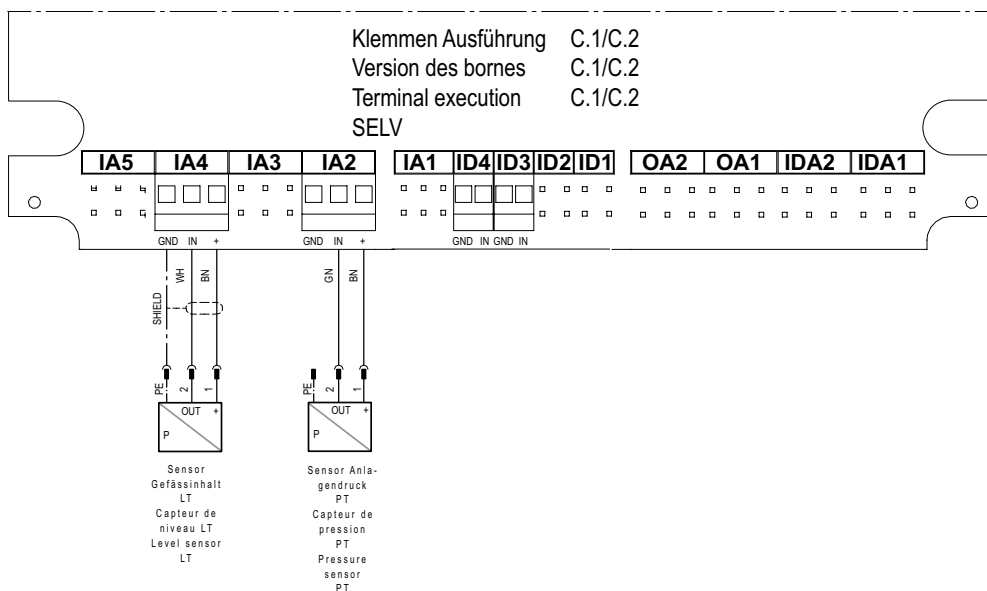 Klemmen Ausführung C.1/C.2
Version des bornes C.1/C.2
Terminal execution C.1/C.2
SELV
IA5 IA4 IA3 IA2 IA1 ID4 ID3 ID2 ID1 OA2 OA1 IDA2 IDA1
GND IN + GND IN + GND IN GND IN
WH BN GN BN
SHIELD
PE 2 1 PE 2 1
OUT + OUT +
P P
Sensor
Gefässinhalt
LT
Capteur de
niveau LT
Level sensor
LT
Sensor Anla-
gendruck
PT
Capteur de
pression
PT
Pressure
sensor
PT